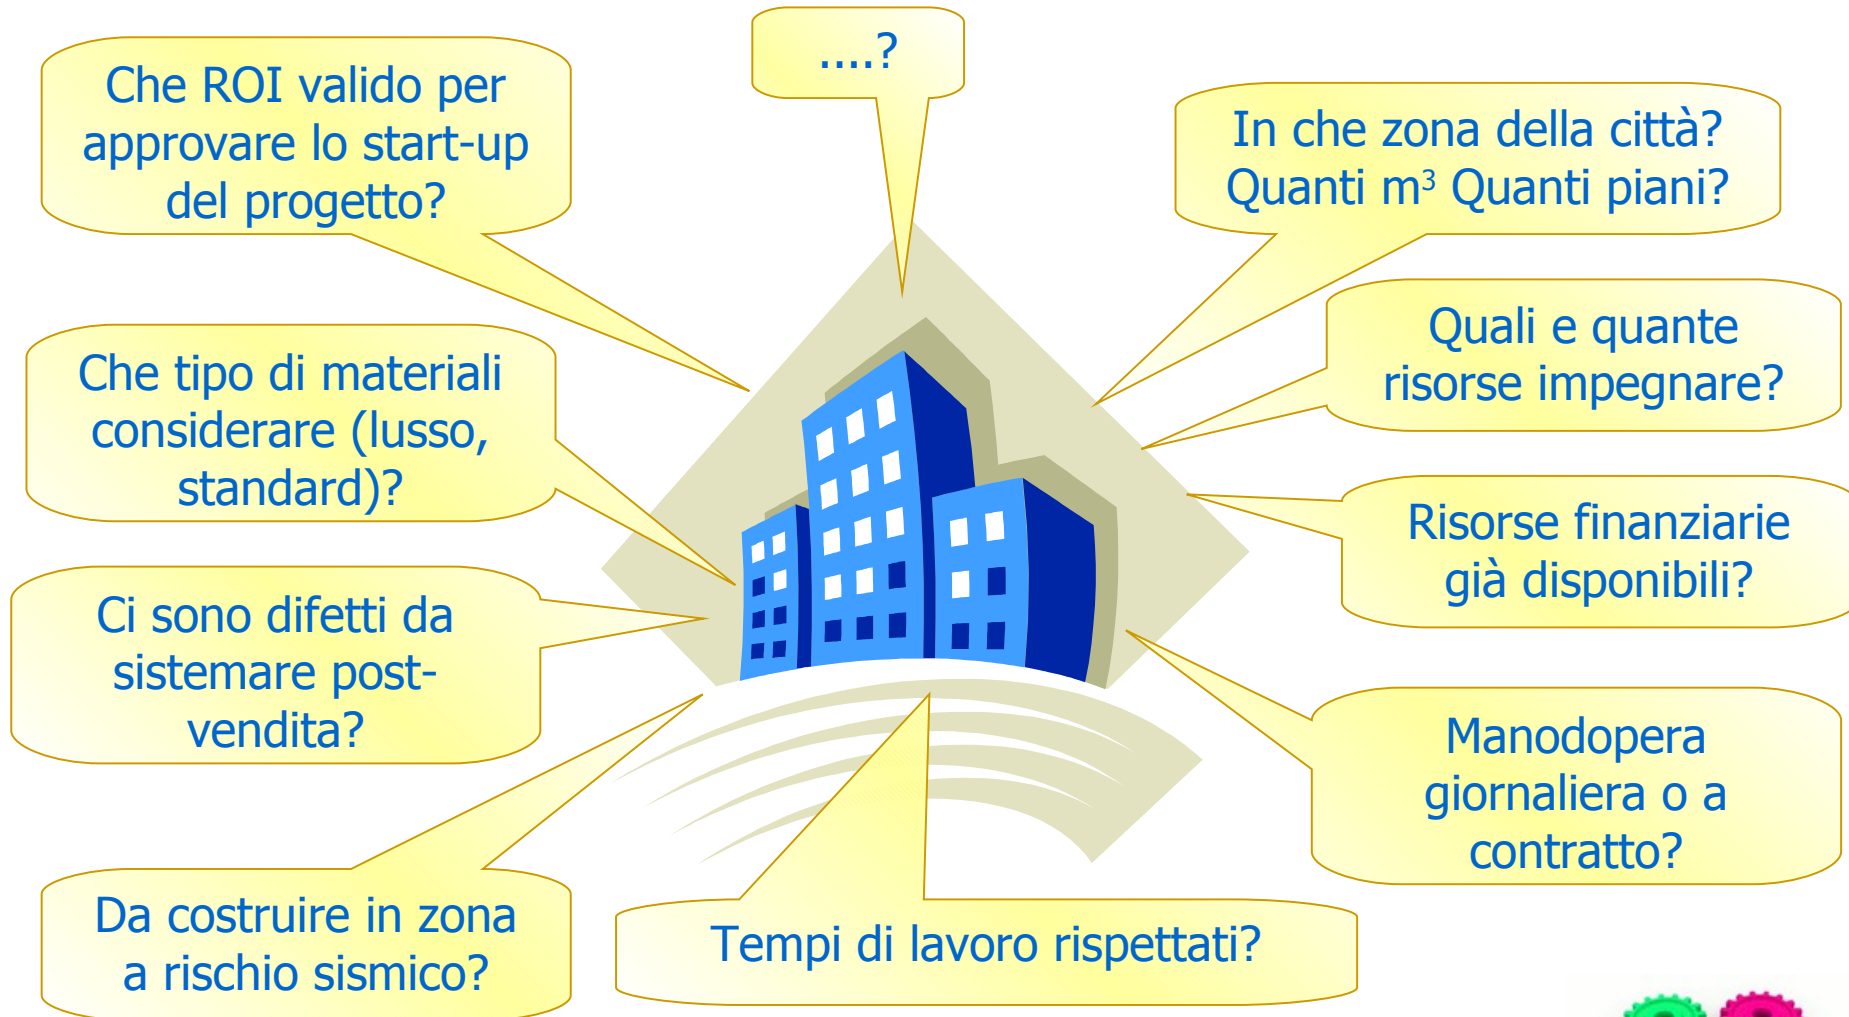 ....?
Che ROI valido per
approvare lo start-up
del progetto?
In che zona della città?
Quanti m³ Quanti piani?
Quali e quante
risorse impegnare?
Che tipo di materiali
considerare (lusso,
standard)?
Risorse finanziarie
già disponibili?
Ci sono difetti da
sistemare post-
vendita?
Manodopera
giornaliera o a
contratto?
Da costruire in zona
a rischio sismico?
Tempi di lavoro rispettati?